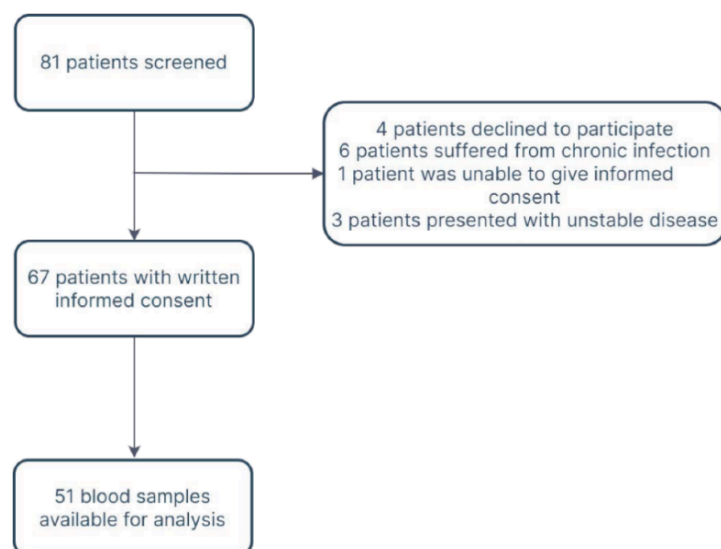 81 patients screened
4 patients declined to participate
6 patients suffered from chronic infection
1 patient was unable to give informed
consent
3 patients presented with unstable disease
67 patients with written
informed consent
51 blood samples
available for analysis